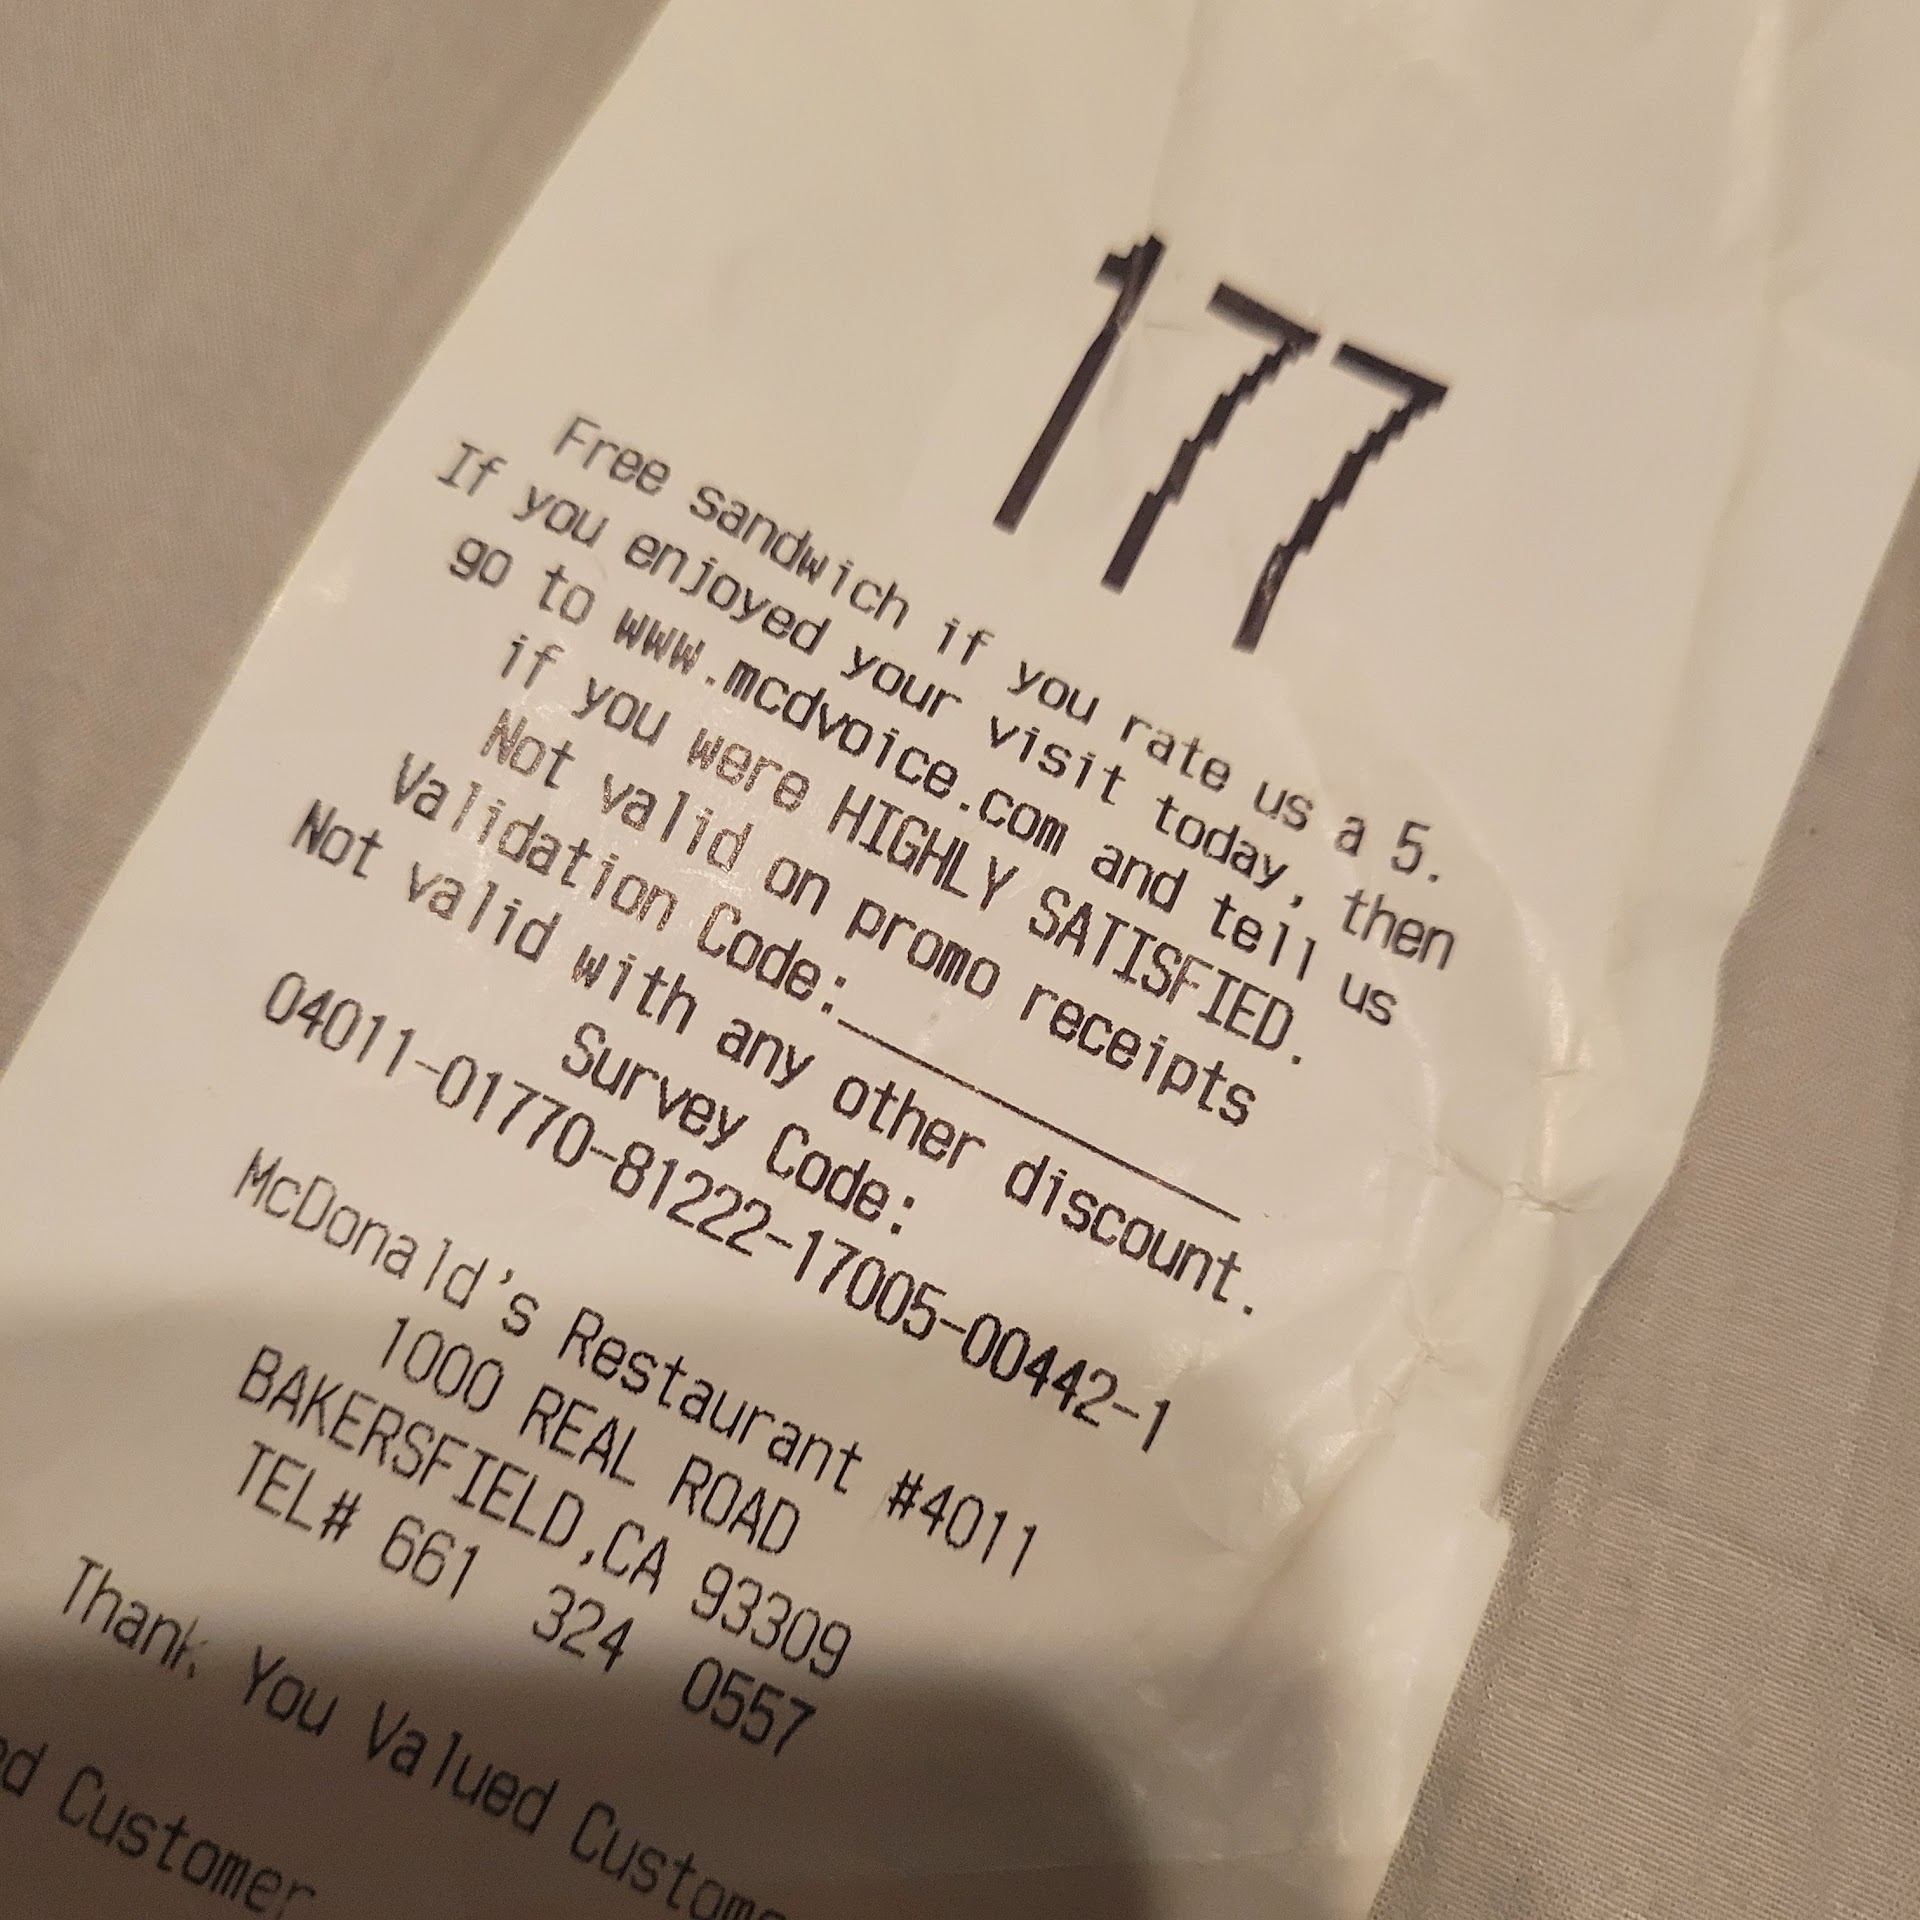 177
Free sandwich if you rate us a 5.
If you enjoyed your visit today, then
go to www.mcdvoice.com and tell us
if you were HIGHLY SATISFIED.
Not valid on promo receipts
Validation Code:____________
Not valid with any other discount.
Survey Code:
04011-01770-81222-17005-00442-1
McDonald's Restaurant #4011
1000 REAL ROAD
BAKERSFIELD,CA 93309
TEL# 661 324 0557
Thank You Valued Custome
ed Customer